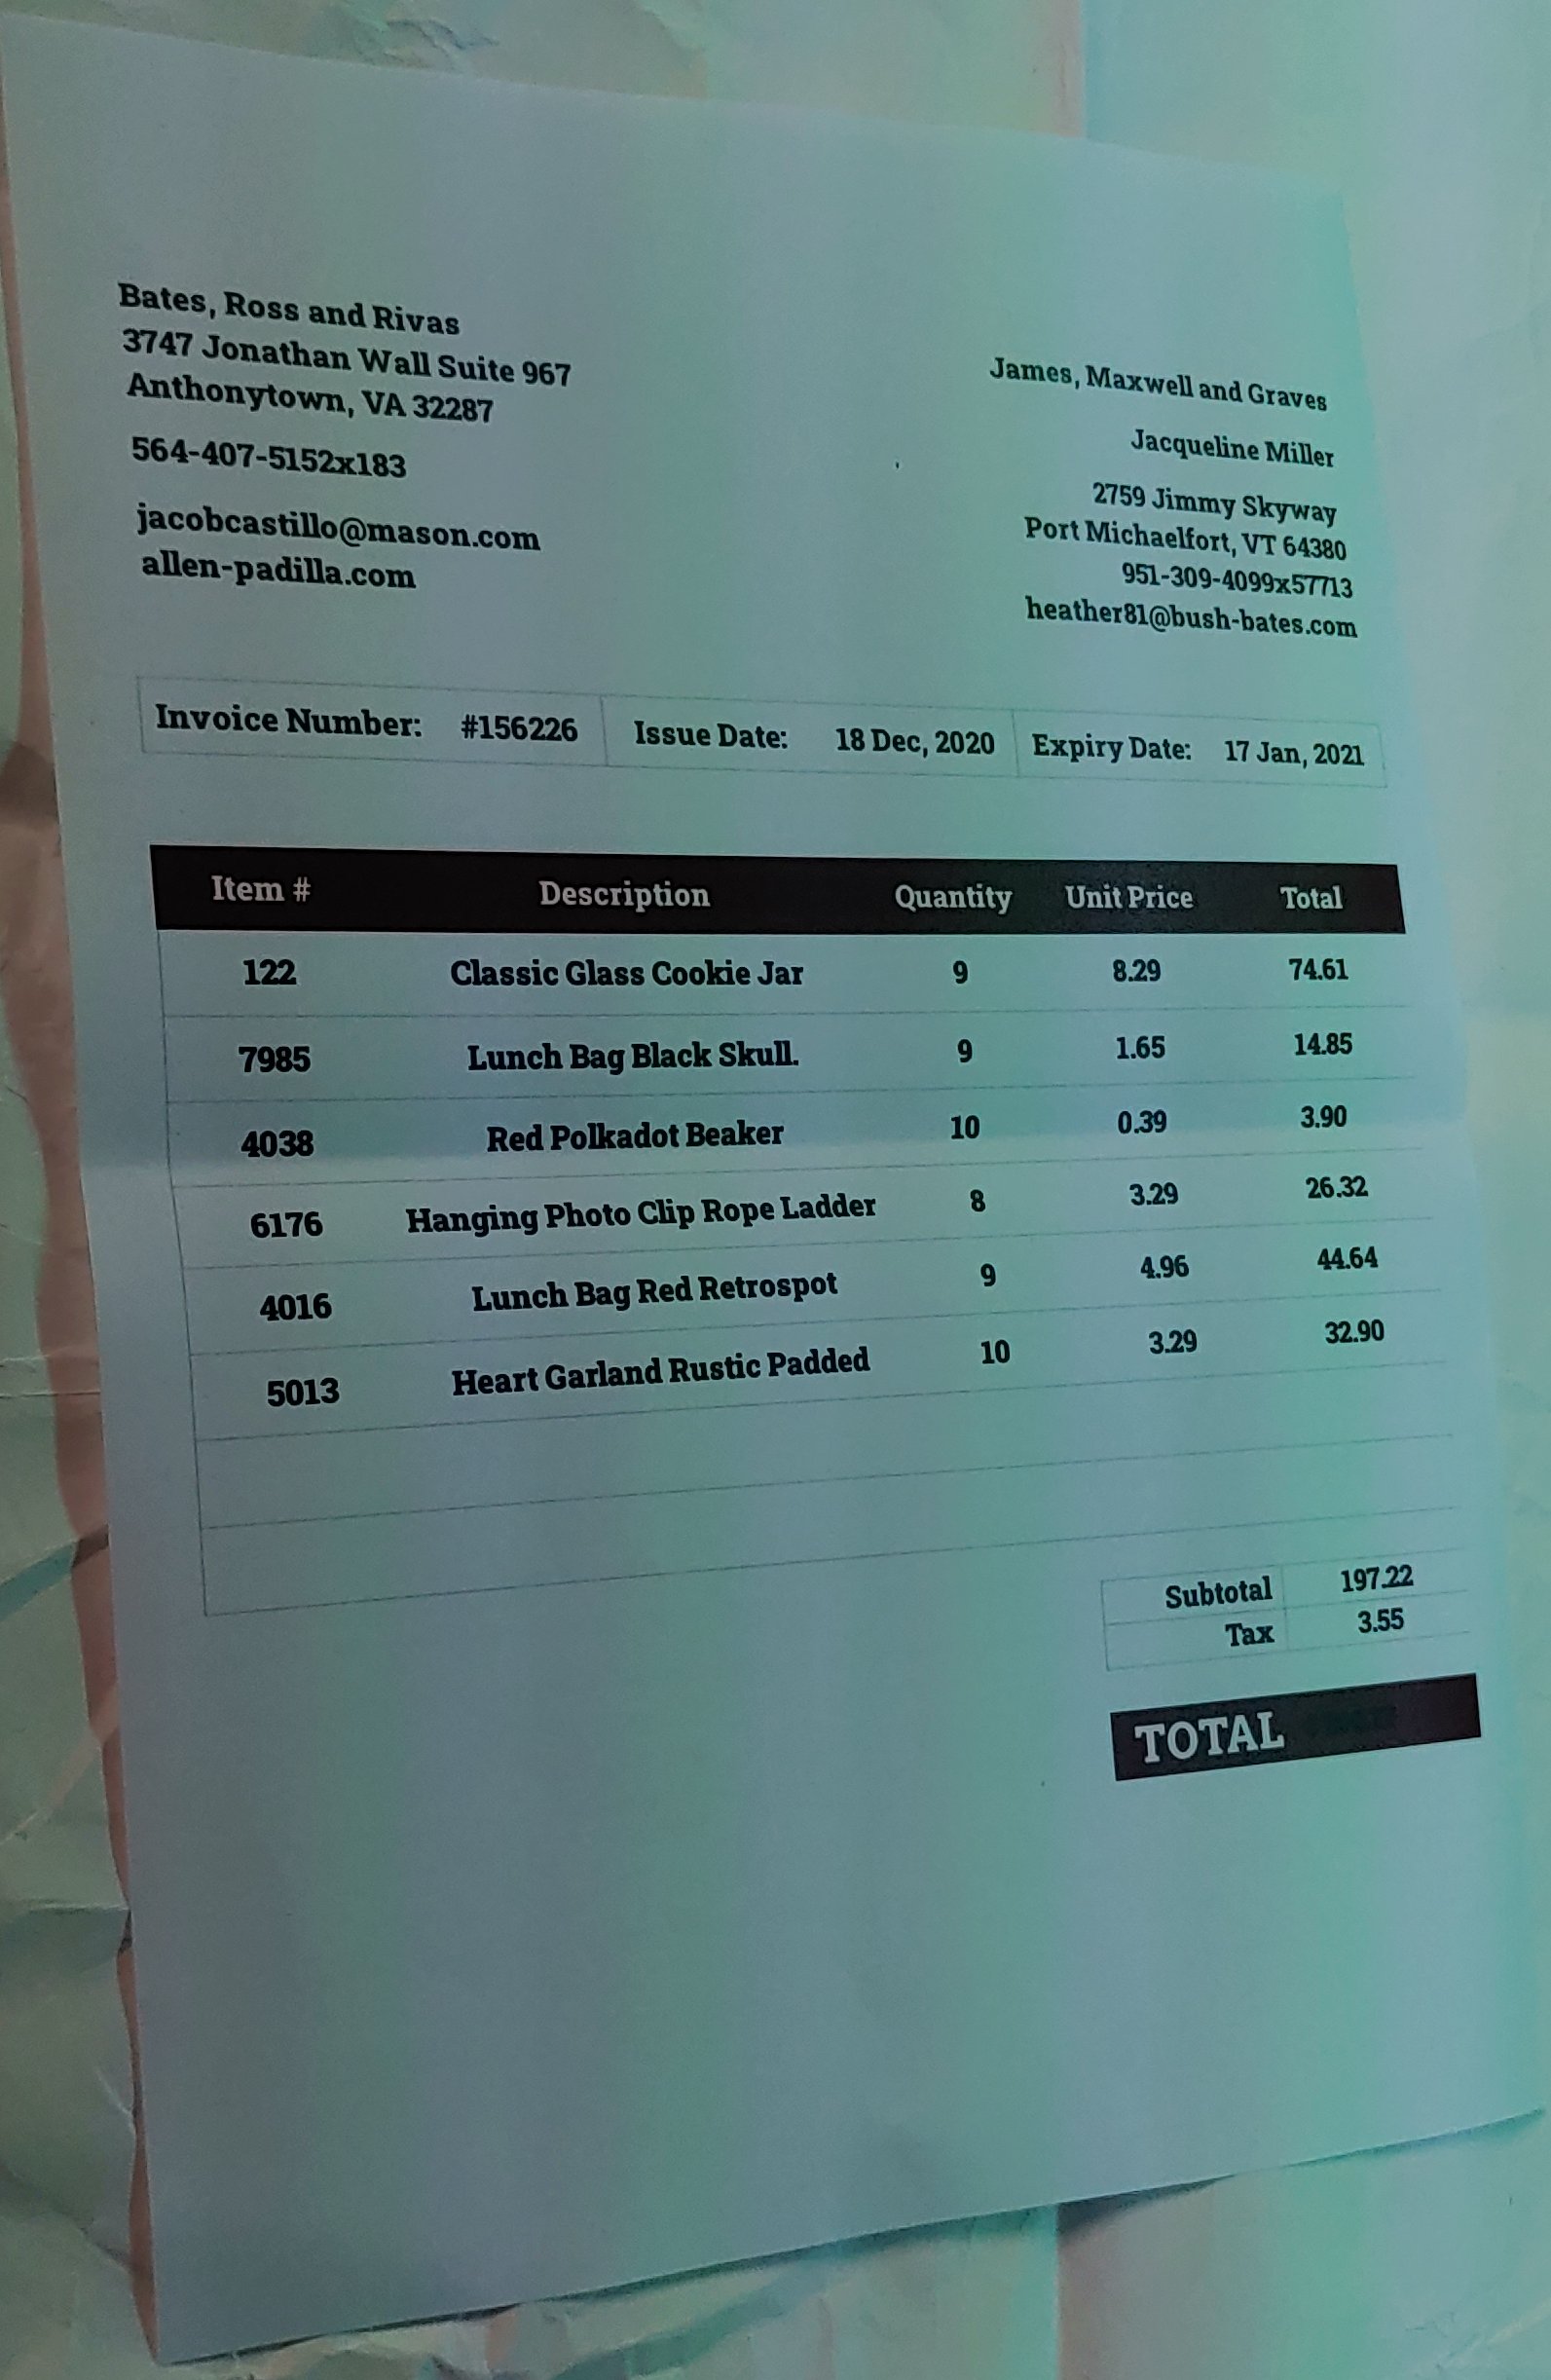 Bates, Ross and Rivas
3747 Jonathan Wall Suite 967
Anthonytown, VA 32287
564-407-5152x183
jacobcastillo@mason.com
allen-padilla.com
James, Maxwell and Graves
Jacqueline Miller
2759 Jimmy Skyway
Port Michaelfort, VT 64380
951-309-4099x57713
heather81@bush-bates.com
Invoice Number: #156226 Issue Date: 18 Dec, 2020 Expiry Date: 17 Jan, 2021
Item # Description Quantity Unit Price Total
122 Classic Glass Cookie Jar 9 8.29 74.61
7985 Lunch Bag Black Skull. 9 1.65 14.85
4038 Red Polkadot Beaker 10 0.39 3.90
6176 Hanging Photo Clip Rope Ladder 8 3.29 26.32
4016 Lunch Bag Red Retrospot 9 4.96 44.64
5013 Heart Garland Rustic Padded 10 3.29 32.90
Subtotal 197.22
Tax 3.55
TOTAL